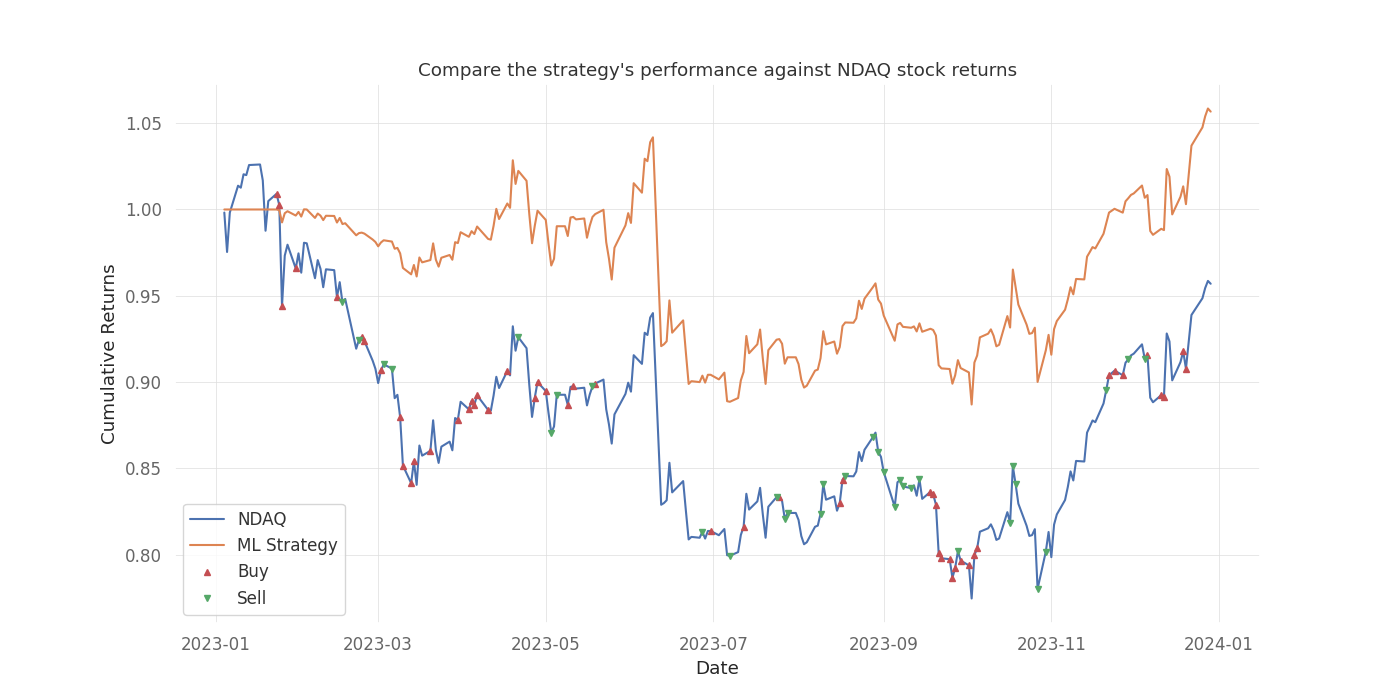 Compare the strategy's performance against NDAQ stock returns
Cumulative Returns
1.05
1.00
0.95
0.90
0.85
0.80
NDAQ
ML Strategy
Buy
Sell
2023-01
2023-03
2023-05
2023-07
2023-09
2023-11
2024-01
Date